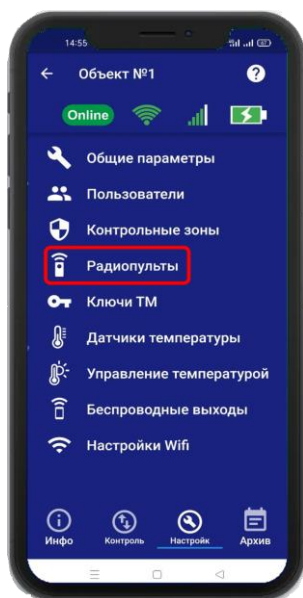 14:55
Объект №1
?
Online
Общие параметры
Пользователи
Контрольные зоны
Радиопульты
Ключи ТМ
Датчики температуры
Управление температурой
Беспроводные выходы
Настройки Wifi
Инфо Контроль Настройк Архив